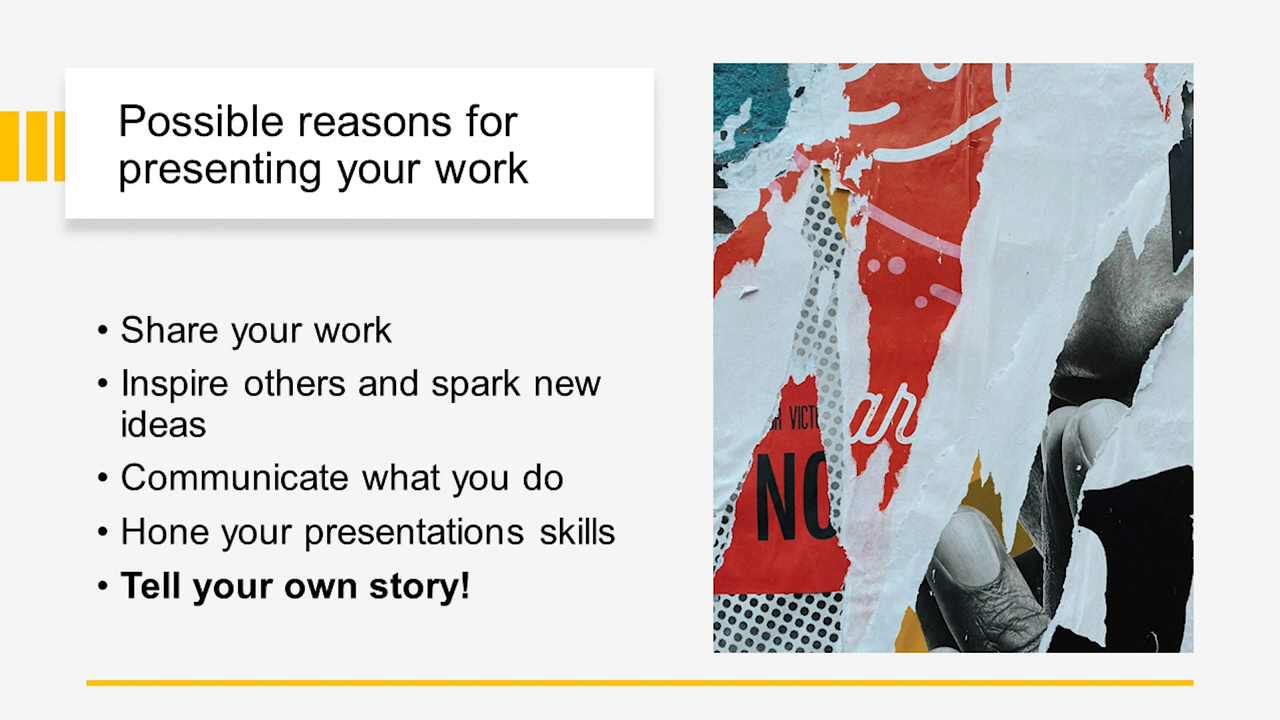 Possible reasons for
presenting your work
• Share your work
• Inspire others and spark new
ideas
• Communicate what you do
• Hone your presentations skills
• Tell your own story!
ar
NO